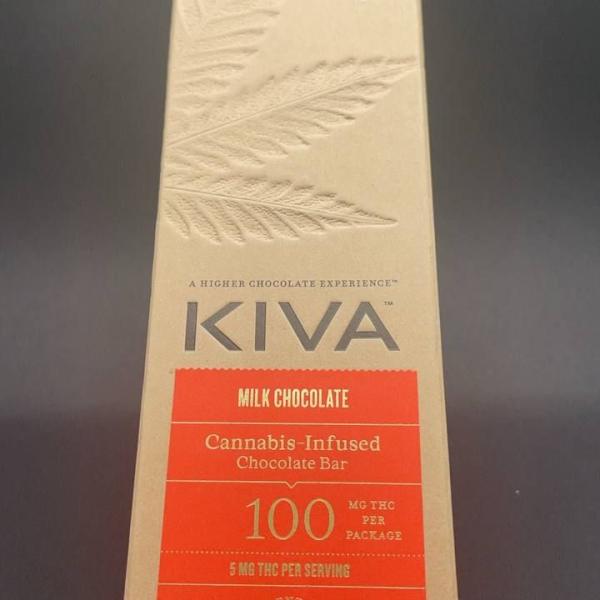 A HIGHER CHOCOLATE EXPERIENCE™
KIVA™
MILK CHOCOLATE
Cannabis-Infused
Chocolate Bar
100 MG THC
PER
PACKAGE
5 MG THC PER SERVING